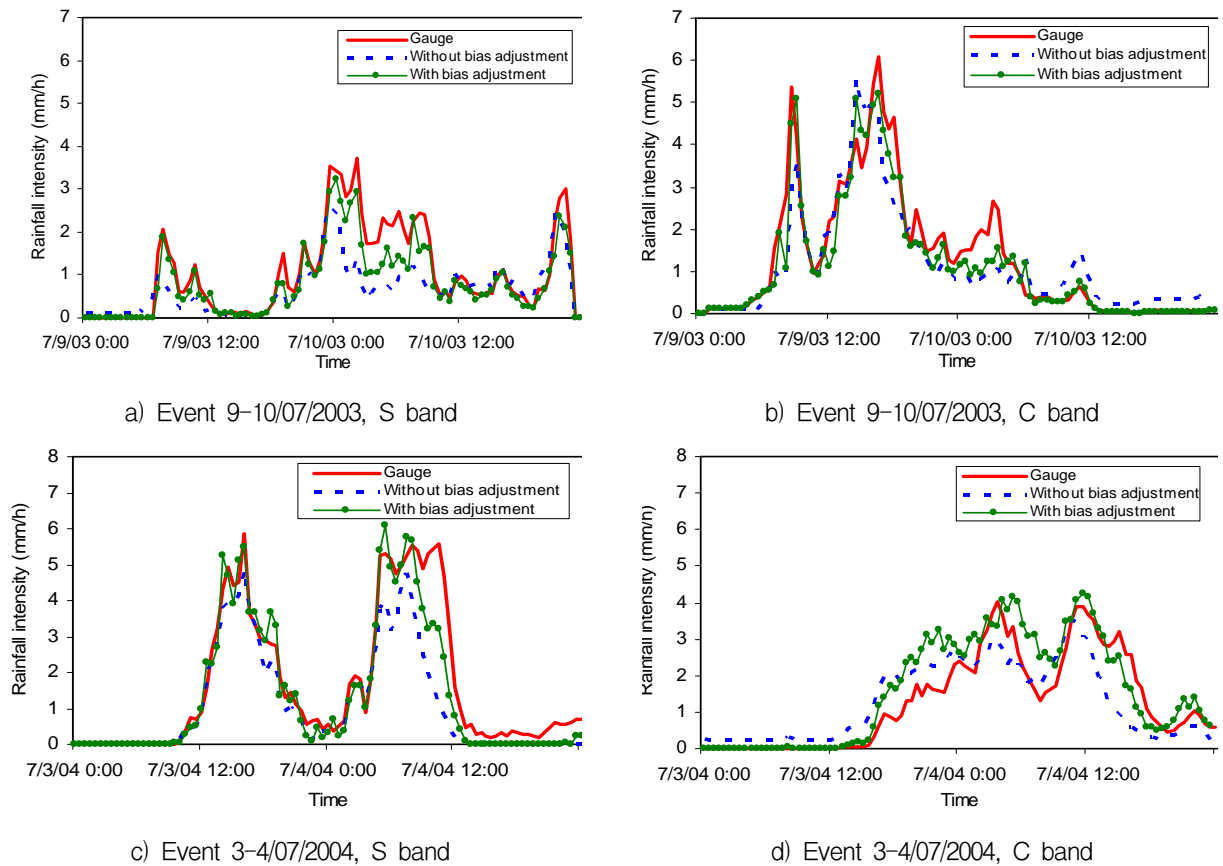 7
6
5
4
3
2
1
0
Rainfall intensity (mm/h)
Gauge
Without bias adjustment
With bias adjustment
7/9/03 0:00 7/9/03 12:00 7/10/03 0:00 7/10/03 12:00
Time
a) Event 9-10/07/2003, S band
7
6
5
4
3
2
1
0
Rainfall intensity (mm/h)
Gauge
Without bias adjustment
With bias adjustment
7/9/03 0:00 7/9/03 12:00 7/10/03 0:00 7/10/03 12:00
Time
b) Event 9-10/07/2003, C band
8
7
6
5
4
3
2
1
0
Rainfall intensity (mm/h)
Gauge
Without bias adjustment
With bias adjustment
7/3/04 0:00 7/3/04 12:00 7/4/04 0:00 7/4/04 12:00
Time
c) Event 3-4/07/2004, S band
8
7
6
5
4
3
2
1
0
Rainfall intensity (mm/h)
Gauge
Without bias adjustment
With bias adjustment
7/3/04 0:00 7/3/04 12:00 7/4/04 0:00 7/4/04 12:00
Time
d) Event 3-4/07/2004, C band